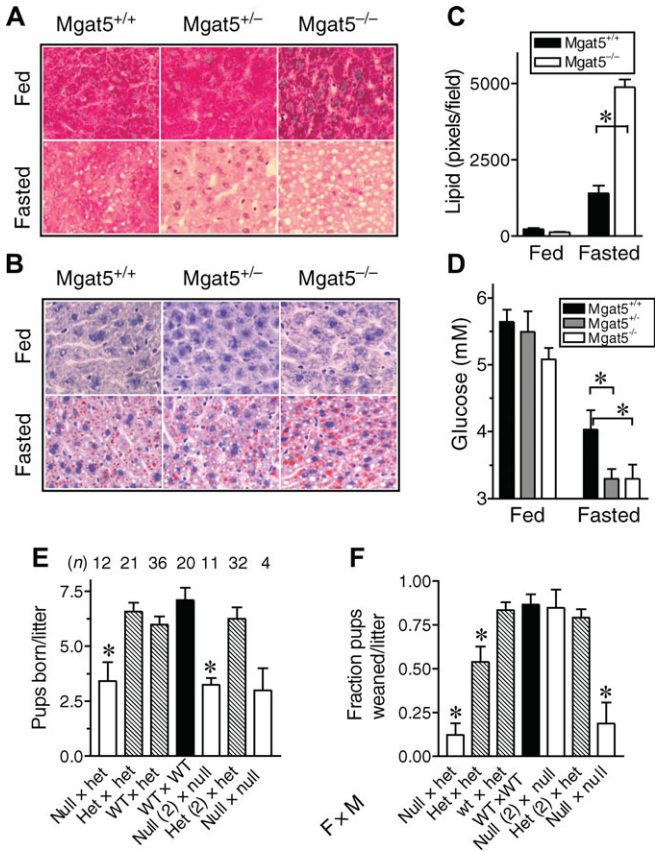 A
Mgat5+/+ Mgat5+/− Mgat5−/−
Fed
Fasted
B
Mgat5+/+ Mgat5+/− Mgat5−/−
Fed
Fasted
C
Mgat5+/+
Mgat5−/−
Lipid (pixels/field)
5000
2500
0
*
Fed Fasted
D
Mgat5+/+
Mgat5+/-
Mgat5-/-
Glucose (mM)
6
5
4
3
*
*
Fed Fasted
E
(n) 12 21 36 20 11 32 4
Pups born/litter
7.5
5.0
2.5
0.0
*
*
Null × het
Het × het
WT × het
WT × WT
Null (2) × null
Het (2) × het
Null × null
F
Fraction pups
weaned/litter
1.00
0.75
0.50
0.25
0.00
*
*
*
F × M
Null × het
Het × het
wt × het
WT × WT
Null (2) × null
Het (2) × het
Null × null